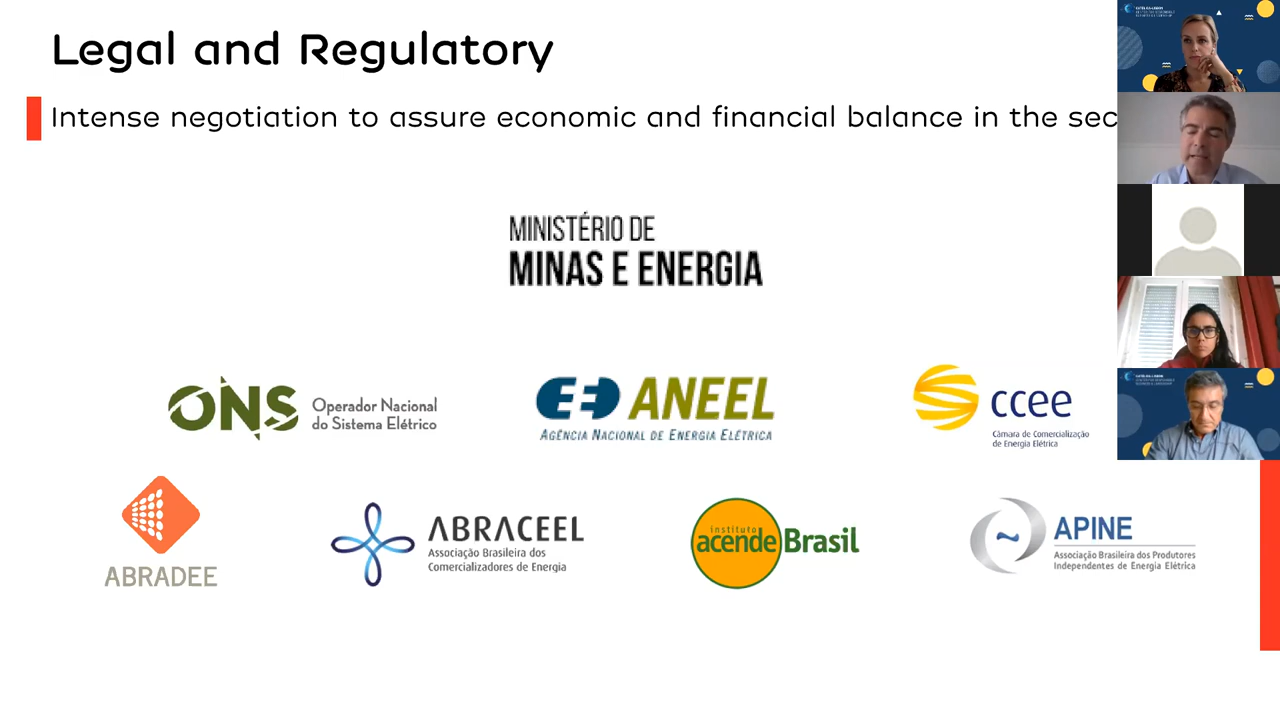 Legal and Regulatory
Intense negotiation to assure economic and financial balance in the sec
MINISTÉRIO DE
MINAS E ENERGIA
ONS
Operador Nacional
do Sistema Elétrico
ANEEL
AGÊNCIA NACIONAL DE ENERGIA ELÉTRICA
ccee
Câmara de Comercialização
de Energia Elétrica
ABRADEE
ABRACEEL
Associação Brasileira dos
Comercializadores de Energia
instituto
acende Brasil
APINE
Associação Brasileira dos Produtores
Independentes de Energia Elétrica